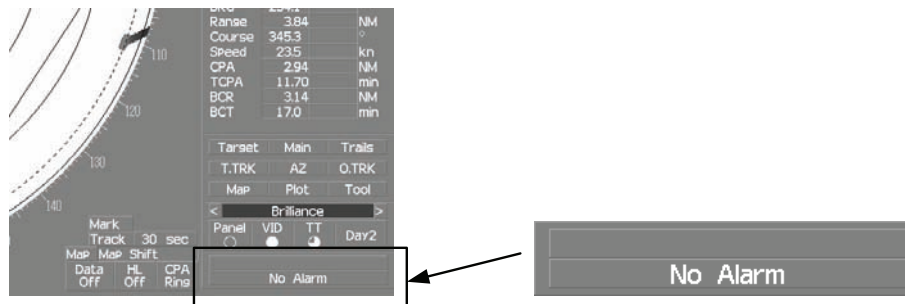 Range 3.84 NM
Course 345.3 °
Speed 23.5 kn
CPA 2.94 NM
TCPA 11.70 min
BCR 3.14 NM
BCT 17.0 min
110
120
130
140
Target Main Trails
T.TRK AZ O.TRK
Map Plot Tool
< Brilliance >
Panel VID TT Day2
Mark
Track 30 sec
Map Map Shift
Data Off HL Off CPA Ring
No Alarm
No Alarm